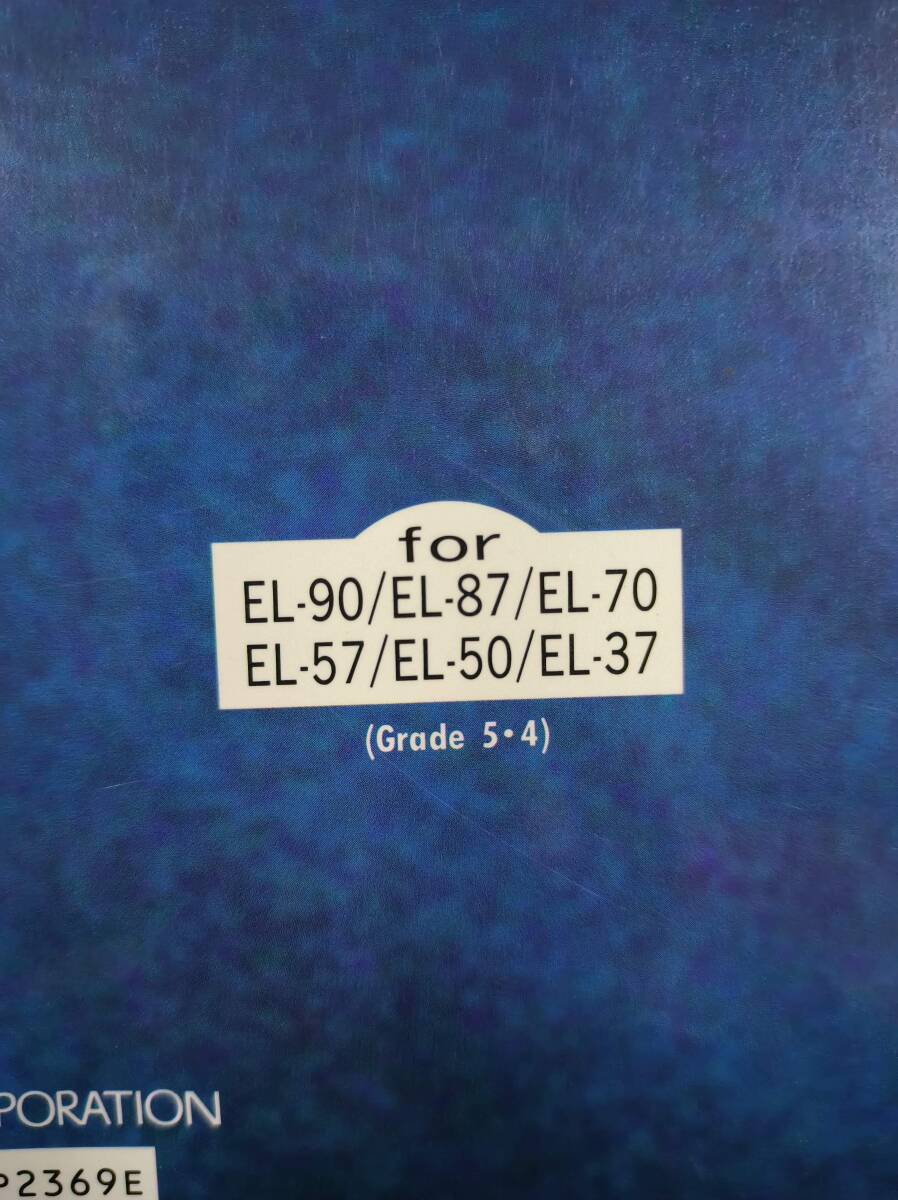 for
EL-90/EL-87/EL-70
EL-57/EL-50/EL-37
(Grade 5・4)
PORATION
P2369E